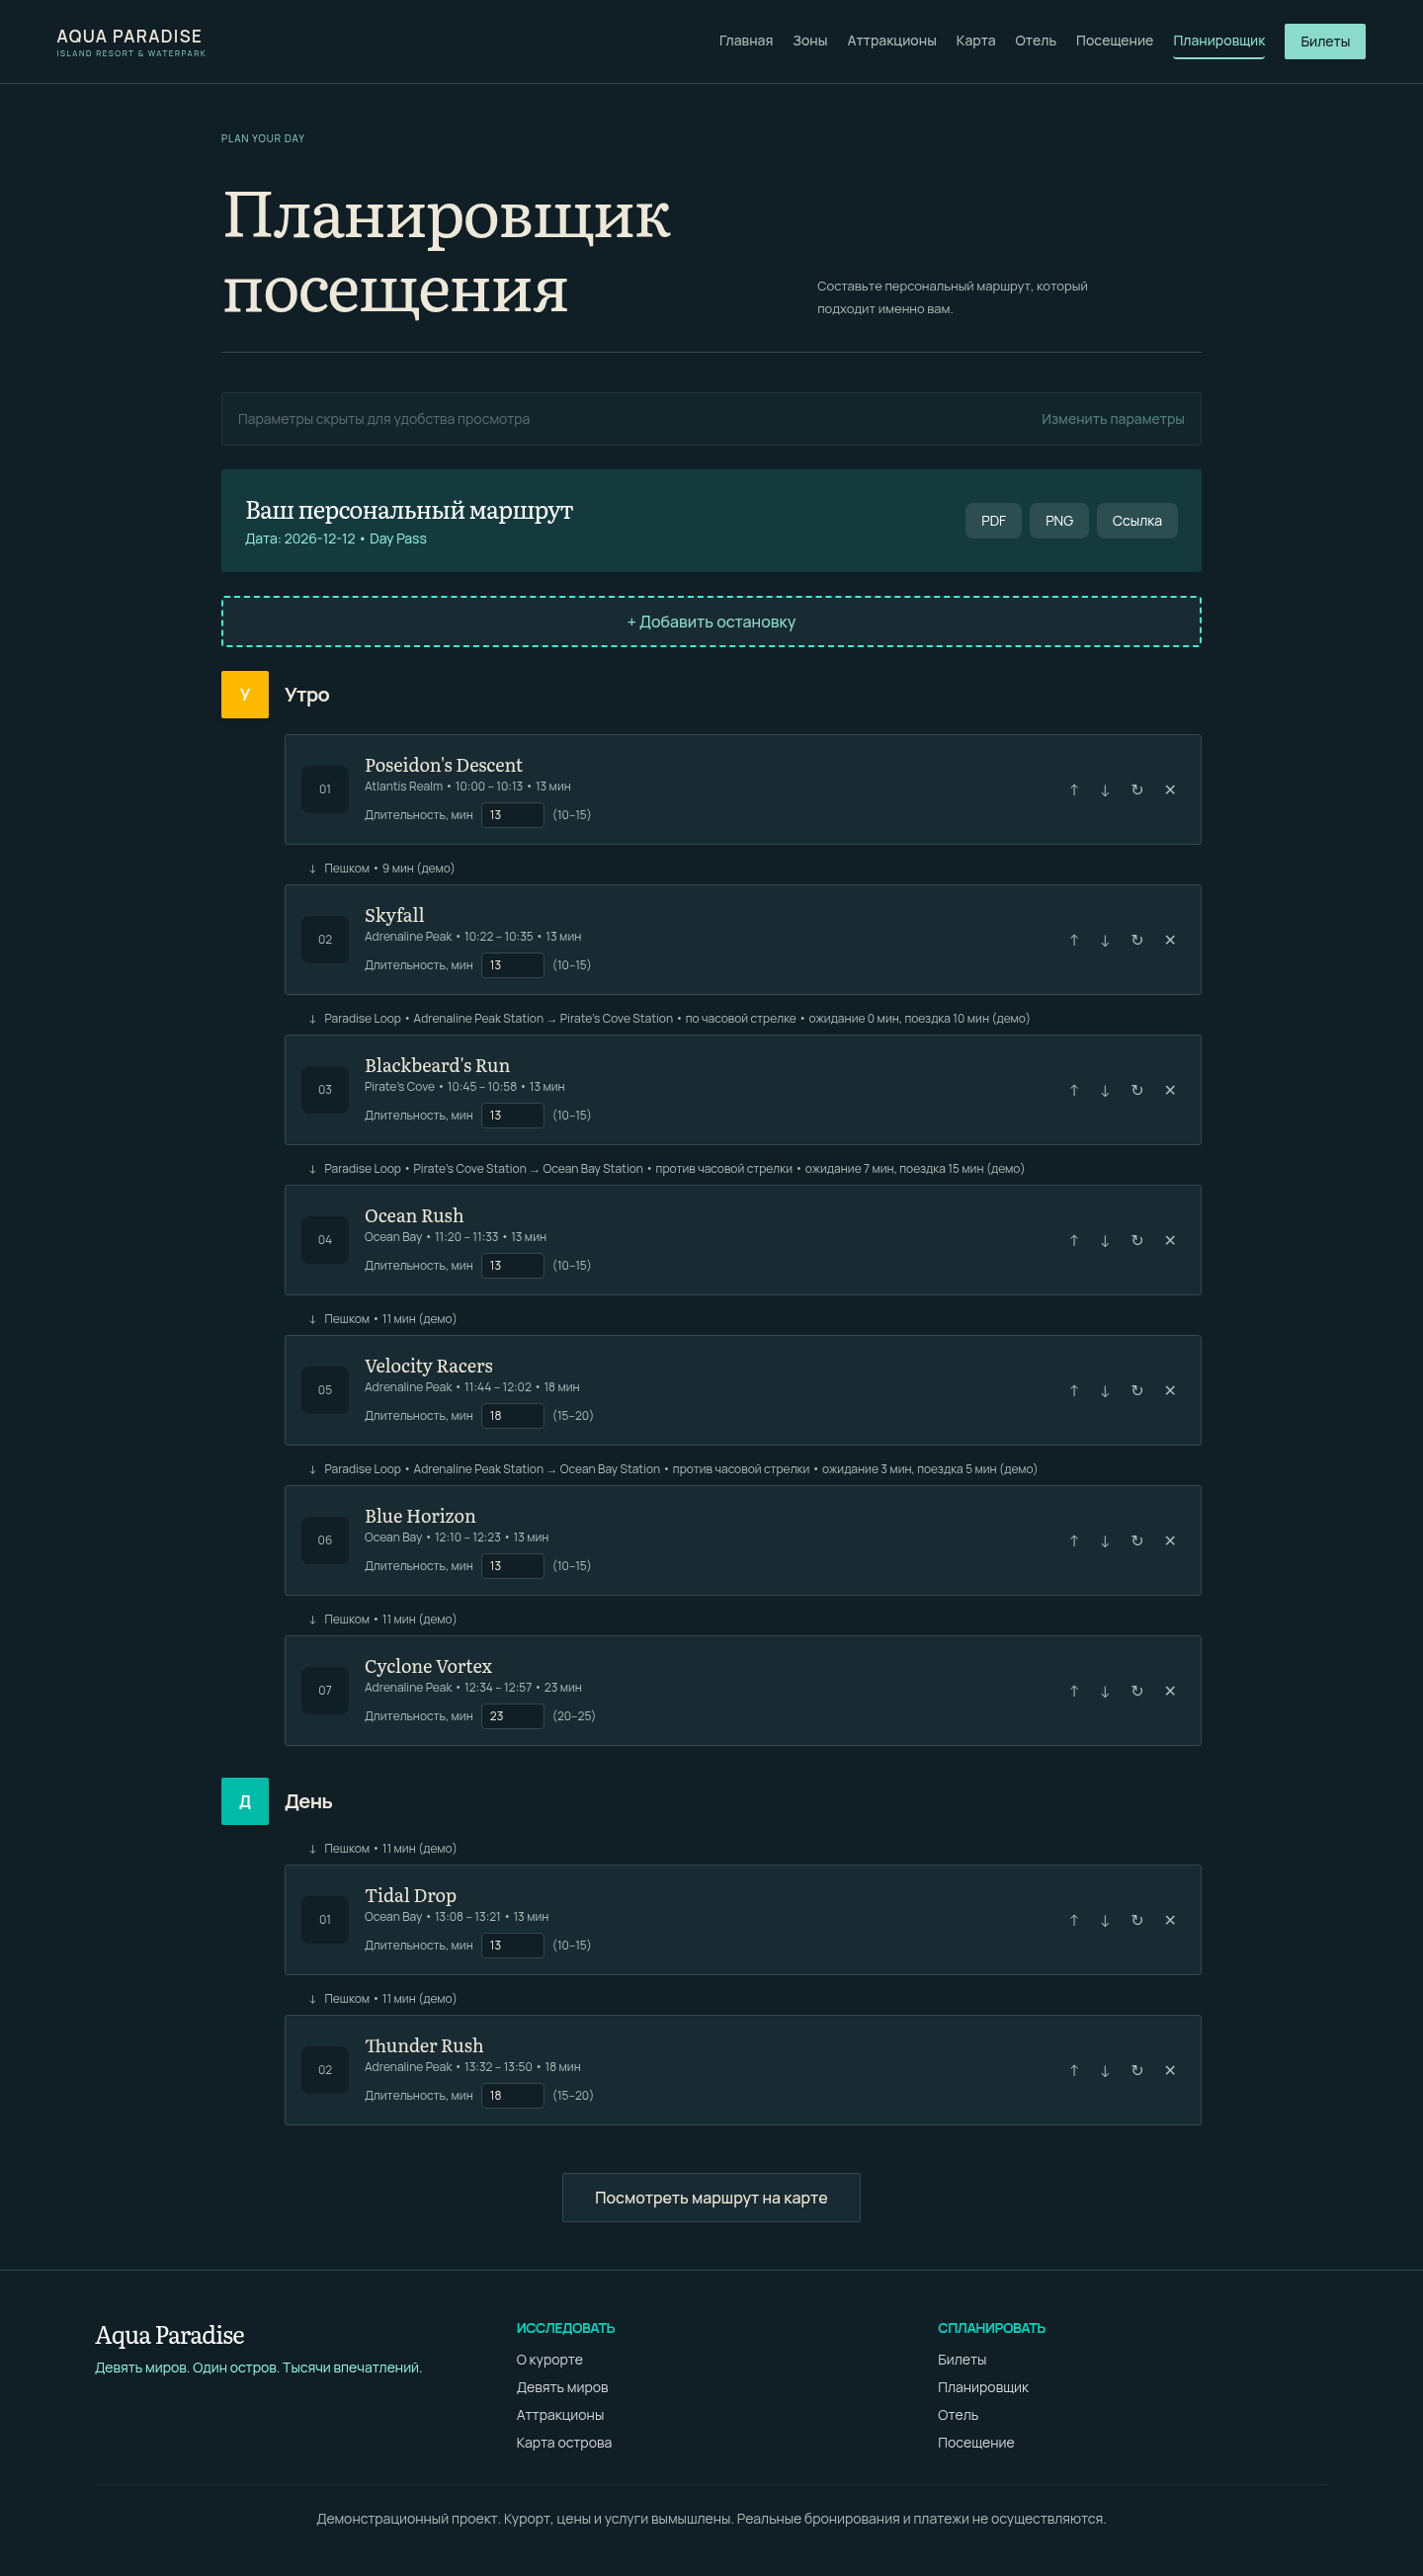 AQUA PARADISE
ISLAND RESORT & WATERPARK
Главная Зоны Аттракционы Карта Отель Посещение Планировщик Билеты
PLAN YOUR DAY
Планировщик
посещения
Составьте персональный маршрут, который
подходит именно вам.
Параметры скрыты для удобства просмотра Изменить параметры
Ваш персональный маршрут
Дата: 2026-12-12 • Day Pass
PDF PNG Ссылка
+ Добавить остановку
У Утро
01
Poseidon's Descent
Atlantis Realm • 10:00 – 10:13 • 13 мин
Длительность, мин 13 (10–15)
↑ ↓ ↻ ✕
↓ Пешком • 9 мин (демо)
02
Skyfall
Adrenaline Peak • 10:22 – 10:35 • 13 мин
Длительность, мин 13 (10–15)
↑ ↓ ↻ ✕
↓ Paradise Loop • Adrenaline Peak Station → Pirate's Cove Station • по часовой стрелке • ожидание 0 мин, поездка 10 мин (демо)
03
Blackbeard's Run
Pirate's Cove • 10:45 – 10:58 • 13 мин
Длительность, мин 13 (10–15)
↑ ↓ ↻ ✕
↓ Paradise Loop • Pirate's Cove Station → Ocean Bay Station • против часовой стрелки • ожидание 7 мин, поездка 15 мин (демо)
04
Ocean Rush
Ocean Bay • 11:20 – 11:33 • 13 мин
Длительность, мин 13 (10–15)
↑ ↓ ↻ ✕
↓ Пешком • 11 мин (демо)
05
Velocity Racers
Adrenaline Peak • 11:44 – 12:02 • 18 мин
Длительность, мин 18 (15–20)
↑ ↓ ↻ ✕
↓ Paradise Loop • Adrenaline Peak Station → Ocean Bay Station • против часовой стрелки • ожидание 3 мин, поездка 5 мин (демо)
06
Blue Horizon
Ocean Bay • 12:10 – 12:23 • 13 мин
Длительность, мин 13 (10–15)
↑ ↓ ↻ ✕
↓ Пешком • 11 мин (демо)
07
Cyclone Vortex
Adrenaline Peak • 12:34 – 12:57 • 23 мин
Длительность, мин 23 (20–25)
↑ ↓ ↻ ✕
Д День
↓ Пешком • 11 мин (демо)
01
Tidal Drop
Ocean Bay • 13:08 – 13:21 • 13 мин
Длительность, мин 13 (10–15)
↑ ↓ ↻ ✕
↓ Пешком • 11 мин (демо)
02
Thunder Rush
Adrenaline Peak • 13:32 – 13:50 • 18 мин
Длительность, мин 18 (15–20)
↑ ↓ ↻ ✕
Посмотреть маршрут на карте
Aqua Paradise
Девять миров. Один остров. Тысячи впечатлений.
ИССЛЕДОВАТЬ
О курорте
Девять миров
Аттракционы
Карта острова
СПЛАНИРОВАТЬ
Билеты
Планировщик
Отель
Посещение
Демонстрационный проект. Курорт, цены и услуги вымышлены. Реальные бронирования и платежи не осуществляются.